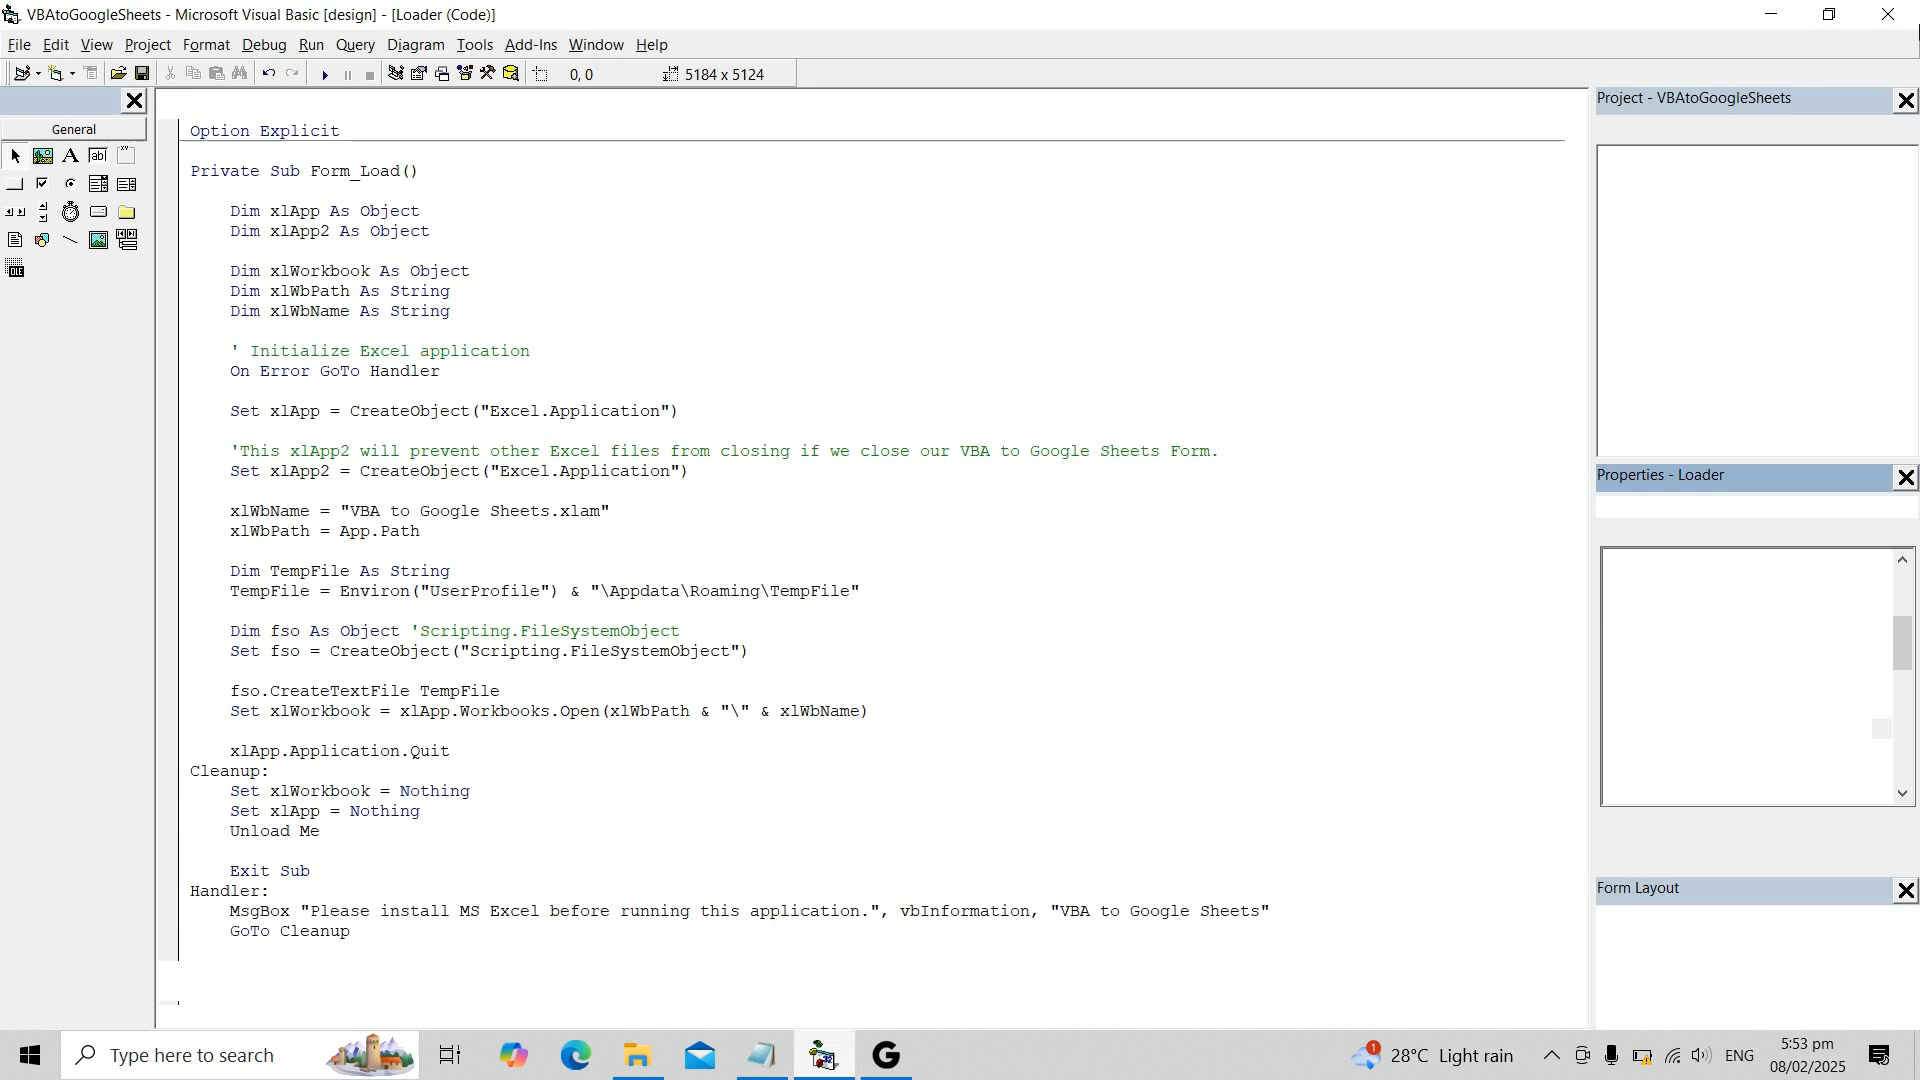 VBAtoGoogleSheets - Microsoft Visual Basic [design] - [Loader (Code)]
File Edit View Project Format Debug Run Query Diagram Tools Add-Ins Window Help
0, 0 5184 x 5124
General
Option Explicit
Private Sub Form_Load()
Dim xlApp As Object
Dim xlApp2 As Object
Dim xlWorkbook As Object
Dim xlWbPath As String
Dim xlWbName As String
' Initialize Excel application
On Error GoTo Handler
Set xlApp = CreateObject("Excel.Application")
'This xlApp2 will prevent other Excel files from closing if we close our VBA to Google Sheets Form.
Set xlApp2 = CreateObject("Excel.Application")
xlWbName = "VBA to Google Sheets.xlam"
xlWbPath = App.Path
Dim TempFile As String
TempFile = Environ("UserProfile") & "\Appdata\Roaming\TempFile"
Dim fso As Object 'Scripting.FileSystemObject
Set fso = CreateObject("Scripting.FileSystemObject")
fso.CreateTextFile TempFile
Set xlWorkbook = xlApp.Workbooks.Open(xlWbPath & "\" & xlWbName)
xlApp.Application.Quit
Cleanup:
Set xlWorkbook = Nothing
Set xlApp = Nothing
Unload Me
Exit Sub
Handler:
MsgBox "Please install MS Excel before running this application.", vbInformation, "VBA to Google Sheets"
GoTo Cleanup
Project - VBAtoGoogleSheets
Properties - Loader
Form Layout
Type here to search
1
28°C Light rain
ENG
5:53 pm
08/02/2025